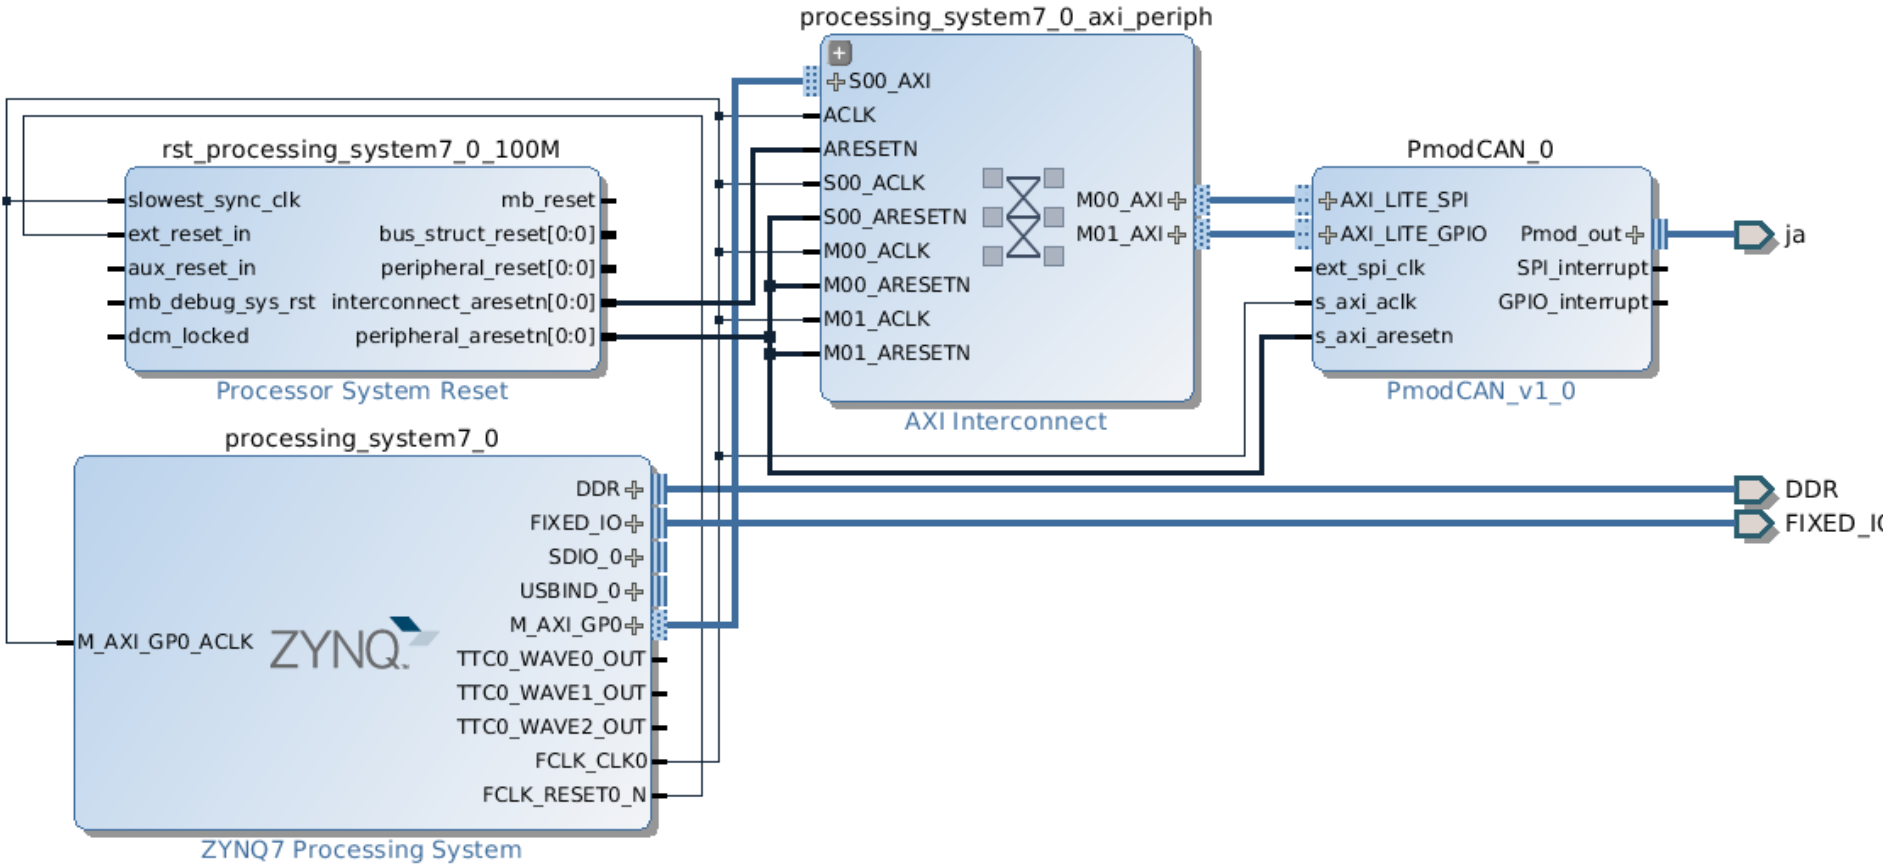 processing_system7_0_axi_periph
S00_AXI
ACLK
ARESETN
S00_ACLK
S00_ARESETN
M00_ACLK
M00_ARESETN
M01_ACLK
M01_ARESETN
M00_AXI
M01_AXI
AXI Interconnect
rst_processing_system7_0_100M
slowest_sync_clk
ext_reset_in
aux_reset_in
mb_debug_sys_rst
dcm_locked
mb_reset
bus_struct_reset[0:0]
peripheral_reset[0:0]
interconnect_aresetn[0:0]
peripheral_aresetn[0:0]
Processor System Reset
PmodCAN_0
AXI_LITE_SPI
AXI_LITE_GPIO
ext_spi_clk
s_axi_aclk
s_axi_aresetn
Pmod_out
SPI_interrupt
GPIO_interrupt
PmodCAN_v1_0
ja
processing_system7_0
M_AXI_GP0_ACLK
ZYNQ
DDR
FIXED_IO
SDIO_0
USBIND_0
M_AXI_GP0
TTC0_WAVE0_OUT
TTC0_WAVE1_OUT
TTC0_WAVE2_OUT
FCLK_CLK0
FCLK_RESET0_N
ZYNQ7 Processing System
DDR
FIXED_IO